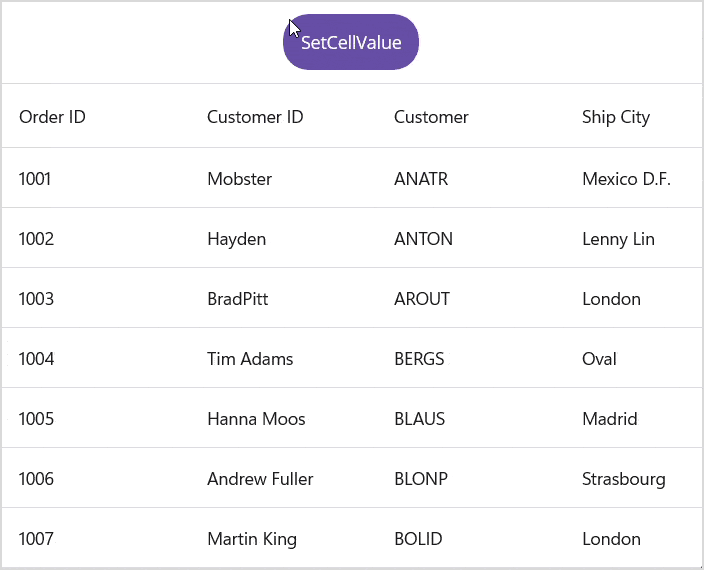 SetCellValue
Order ID Customer ID Customer Ship City
1001 Mobster ANATR Mexico D.F.
1002 Hayden ANTON Lenny Lin
1003 BradPitt AROUT London
1004 Tim Adams BERGS Oval
1005 Hanna Moos BLAUS Madrid
1006 Andrew Fuller BLONP Strasbourg
1007 Martin King BOLID London